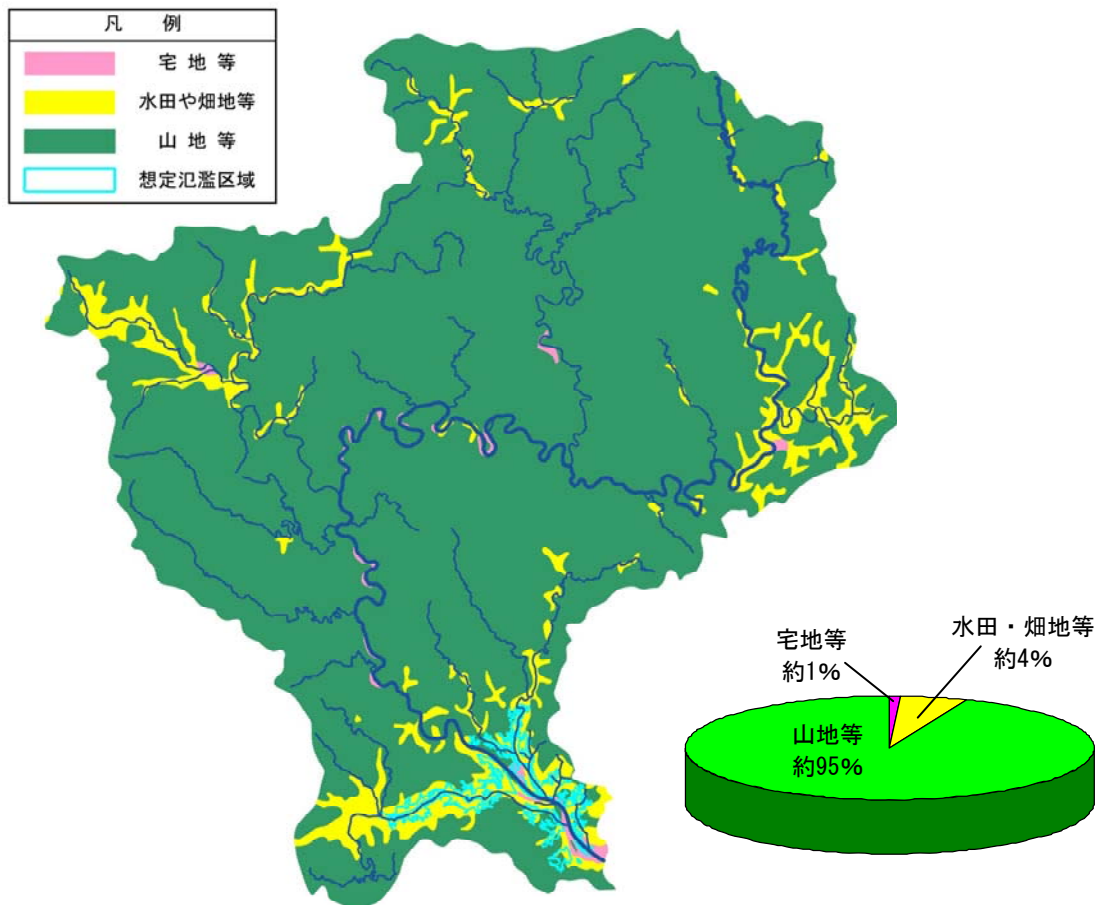 凡 例
宅 地 等
水田や畑地等
山 地 等
想定氾濫区域
宅地等
約1%
水田・畑地等
約4%
山地等
約95%